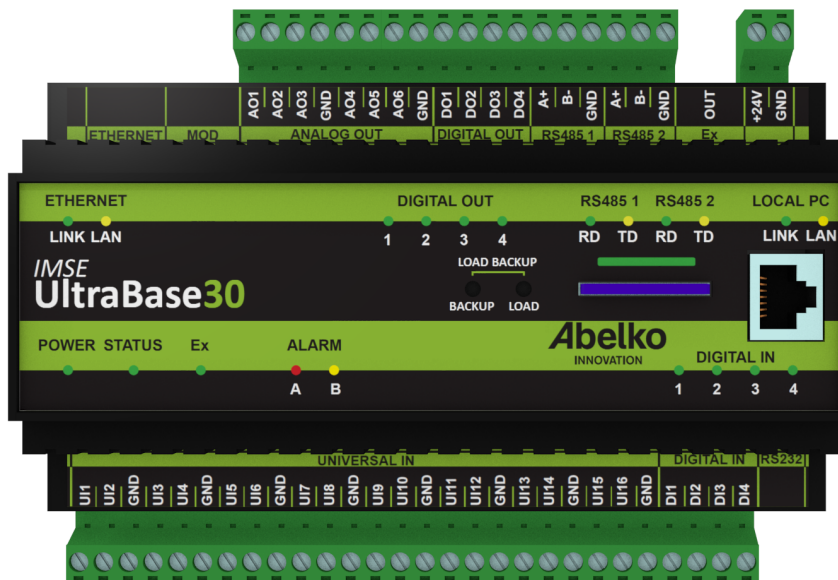 AO1 AO2 AO3 GND AO4 AO5 AO6 GND DO1 DO2 DO3 DO4 A+ B- GND A+ B- GND OUT +24V GND
ETHERNET MOD ANALOG OUT DIGITAL OUT RS485 1 RS485 2 Ex
ETHERNET DIGITAL OUT RS485 1 RS485 2 LOCAL PC
LINK LAN 1 2 3 4 RD TD RD TD LINK LAN
IMSE LOAD BACKUP
UltraBase30 BACKUP LOAD
Abelko
INNOVATION
POWER STATUS Ex ALARM DIGITAL IN
A B 1 2 3 4
UNIVERSAL IN DIGITAL IN RS232
UI1 UI2 GND UI3 UI4 GND UI5 UI6 GND UI7 UI8 GND UI9 UI10 GND UI11 UI12 GND UI13 UI14 GND UI15 UI16 GND DI1 DI2 DI3 DI4